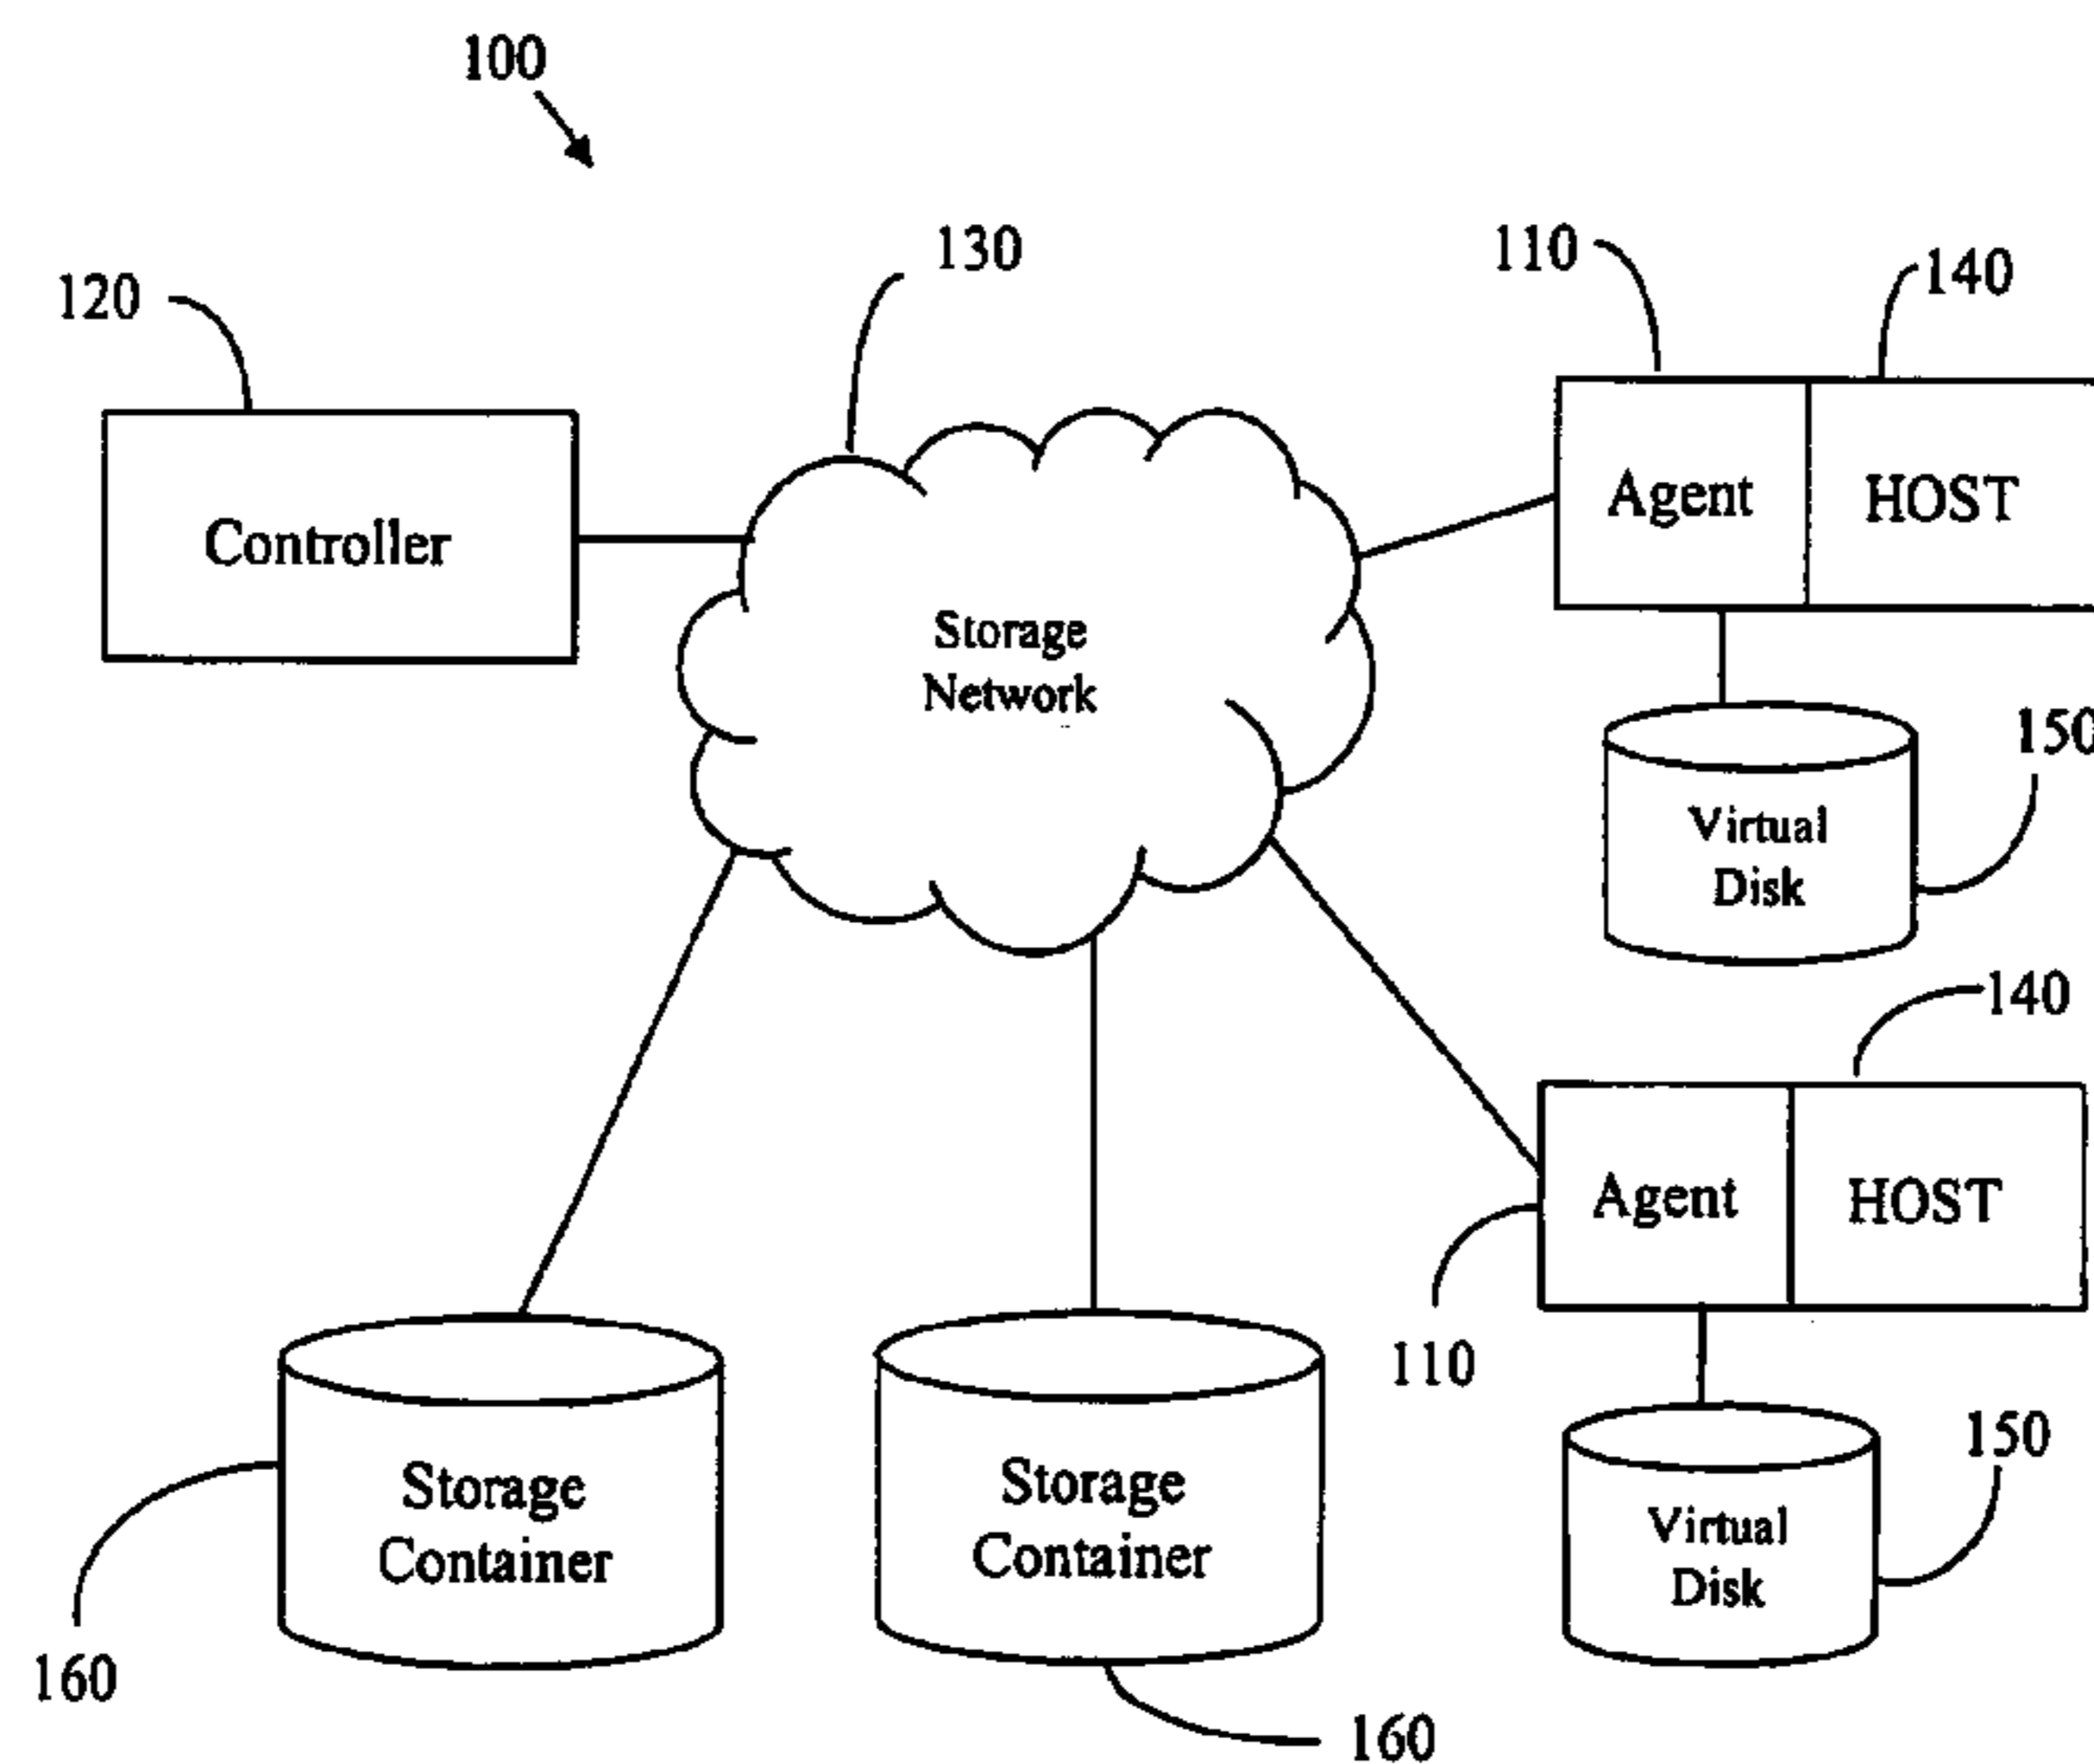 100
130
110
140
120
Agent
HOST
Controller
Storage
Network
150
Virtual
Disk
140
Agent
HOST
110
150
Storage
Container
Storage
Container
Virtual
Disk
160
160